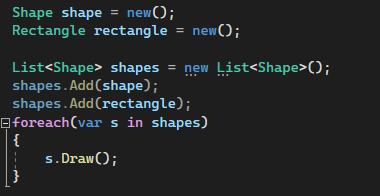 Shape shape = new();
Rectangle rectangle = new();
List<Shape> shapes = new List<Shape>();
shapes.Add(shape);
shapes.Add(rectangle);
foreach(var s in shapes)
{
s.Draw();
}